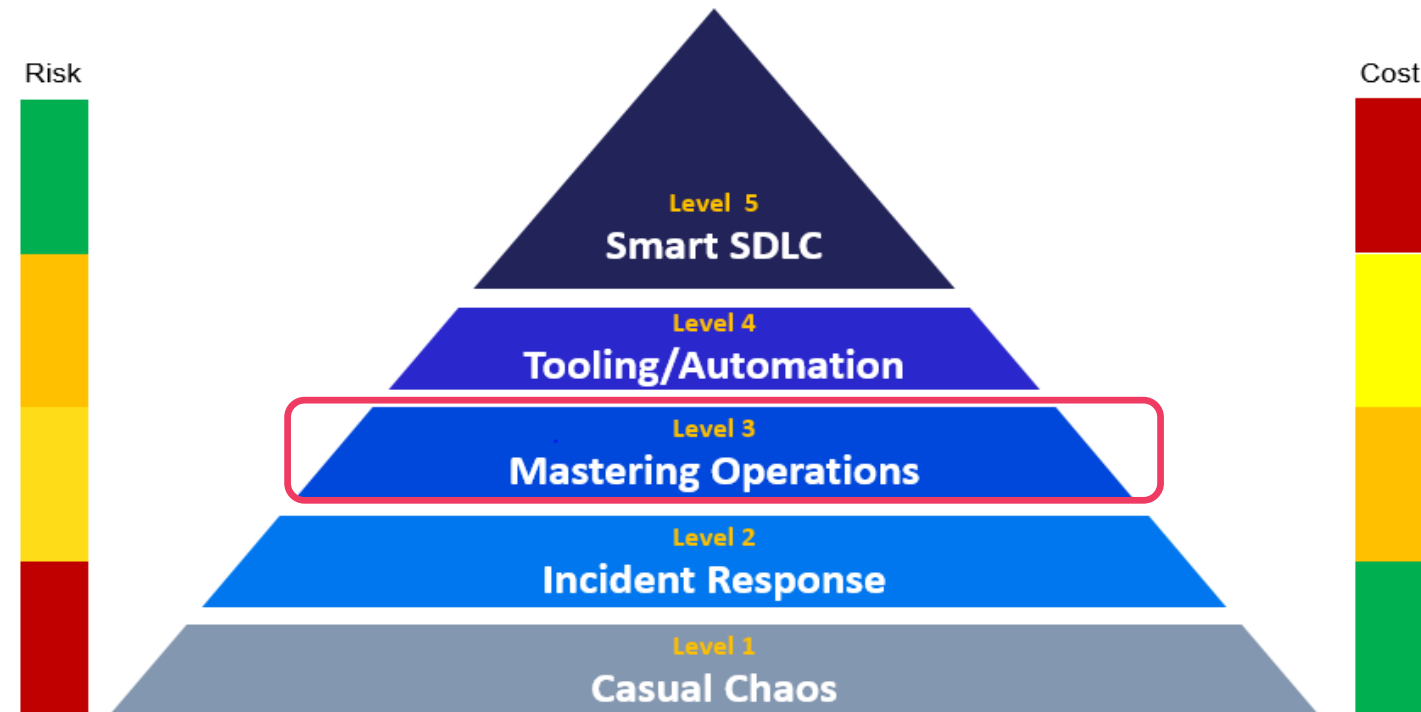 Risk
Cost
Level 5
Smart SDLC
Level 4
Tooling/Automation
Level 3
Mastering Operations
Level 2
Incident Response
Level 1
Casual Chaos